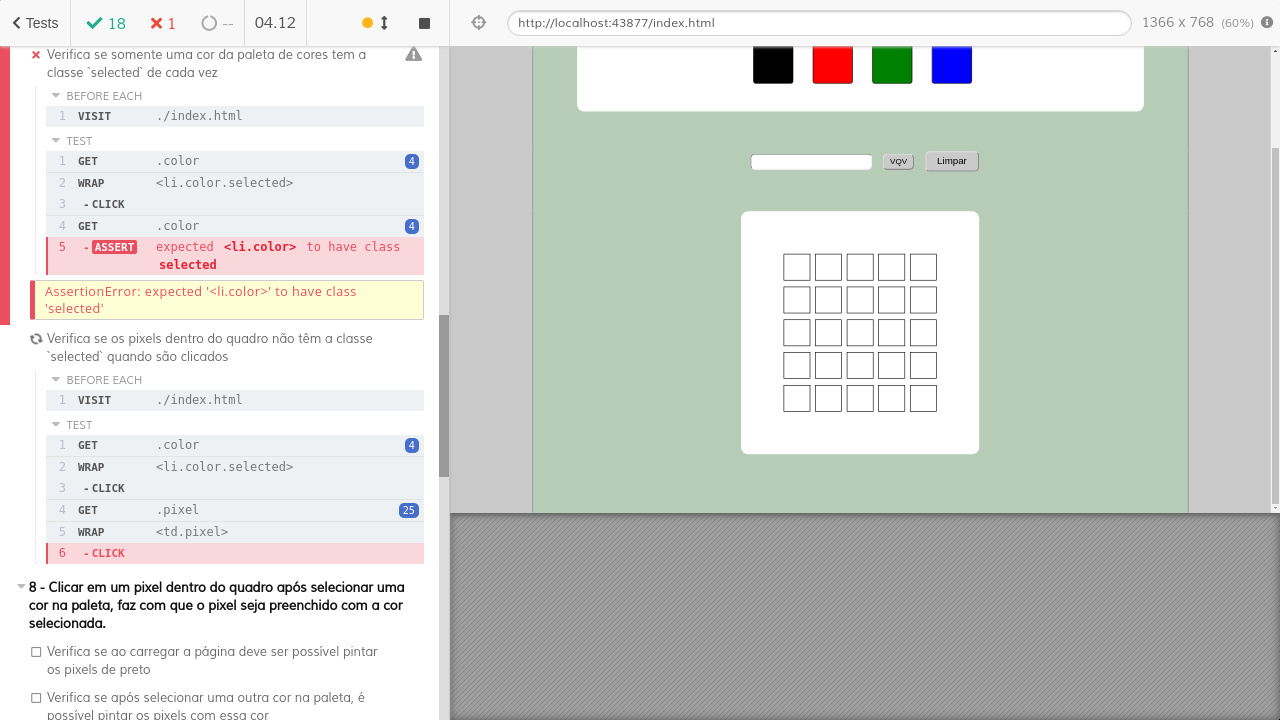 Tests
18
1
--
04.12
http://localhost:43877/index.html
1366 x 768 (60%)
Verifica se somente uma cor da paleta de cores tem a
classe `selected` de cada vez
BEFORE EACH
1 VISIT ./index.html
TEST
1 GET .color 4
2 WRAP <li.color.selected>
3 - CLICK
4 GET .color 4
5 - ASSERT expected <li.color> to have class
selected
AssertionError: expected '<li.color>' to have class
'selected'
Verifica se os pixels dentro do quadro não têm a classe
`selected` quando são clicados
BEFORE EACH
1 VISIT ./index.html
TEST
1 GET .color 4
2 WRAP <li.color.selected>
3 - CLICK
4 GET .pixel 25
5 WRAP <td.pixel>
6 - CLICK
8 - Clicar em um pixel dentro do quadro após selecionar uma
cor na paleta, faz com que o pixel seja preenchido com a cor
selecionada.
Verifica se ao carregar a página deve ser possível pintar
os pixels de preto
Verifica se após selecionar uma outra cor na paleta, é
possível pintar os pixels com essa cor
VQV
Limpar